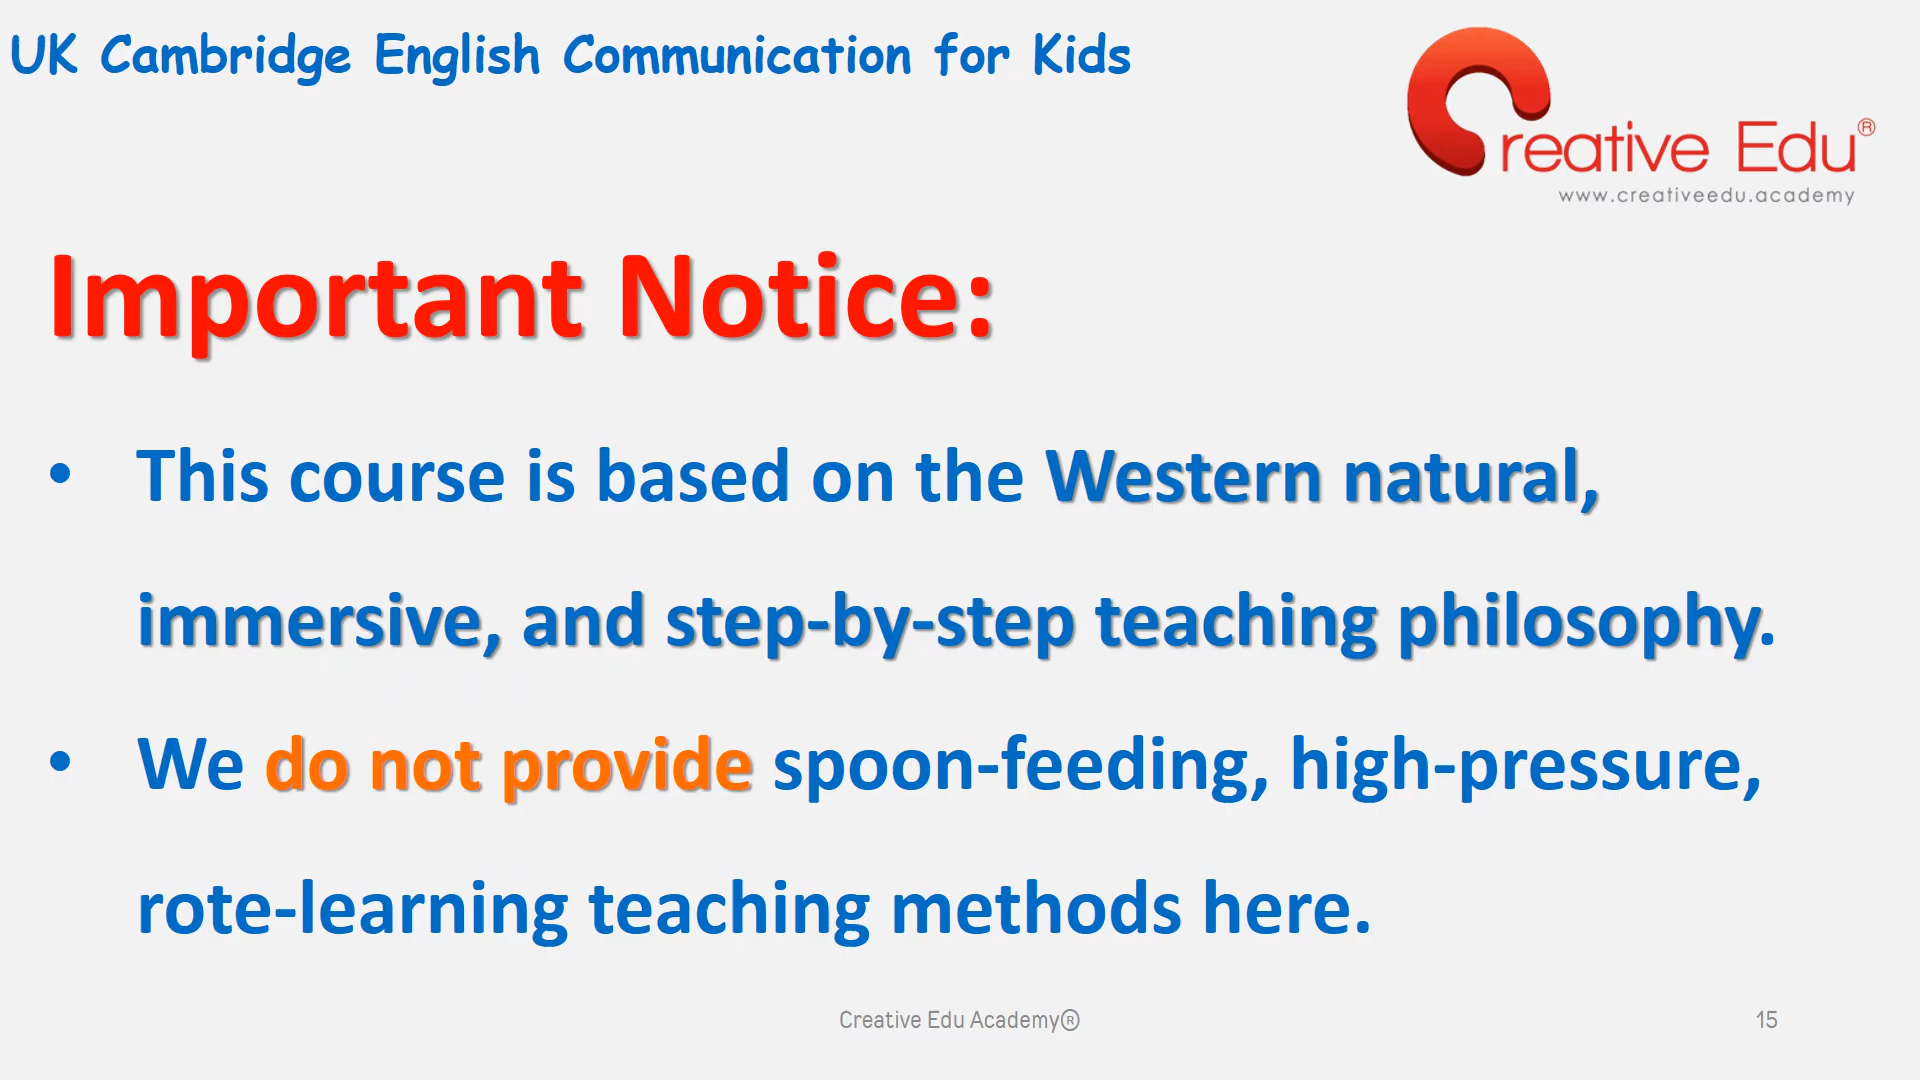 UK Cambridge English Communication for Kids
Creative Edu®
www.creativeedu.academy
Important Notice:
• This course is based on the Western natural,
immersive, and step-by-step teaching philosophy.
• We do not provide spoon-feeding, high-pressure,
rote-learning teaching methods here.
Creative Edu Academy®
15